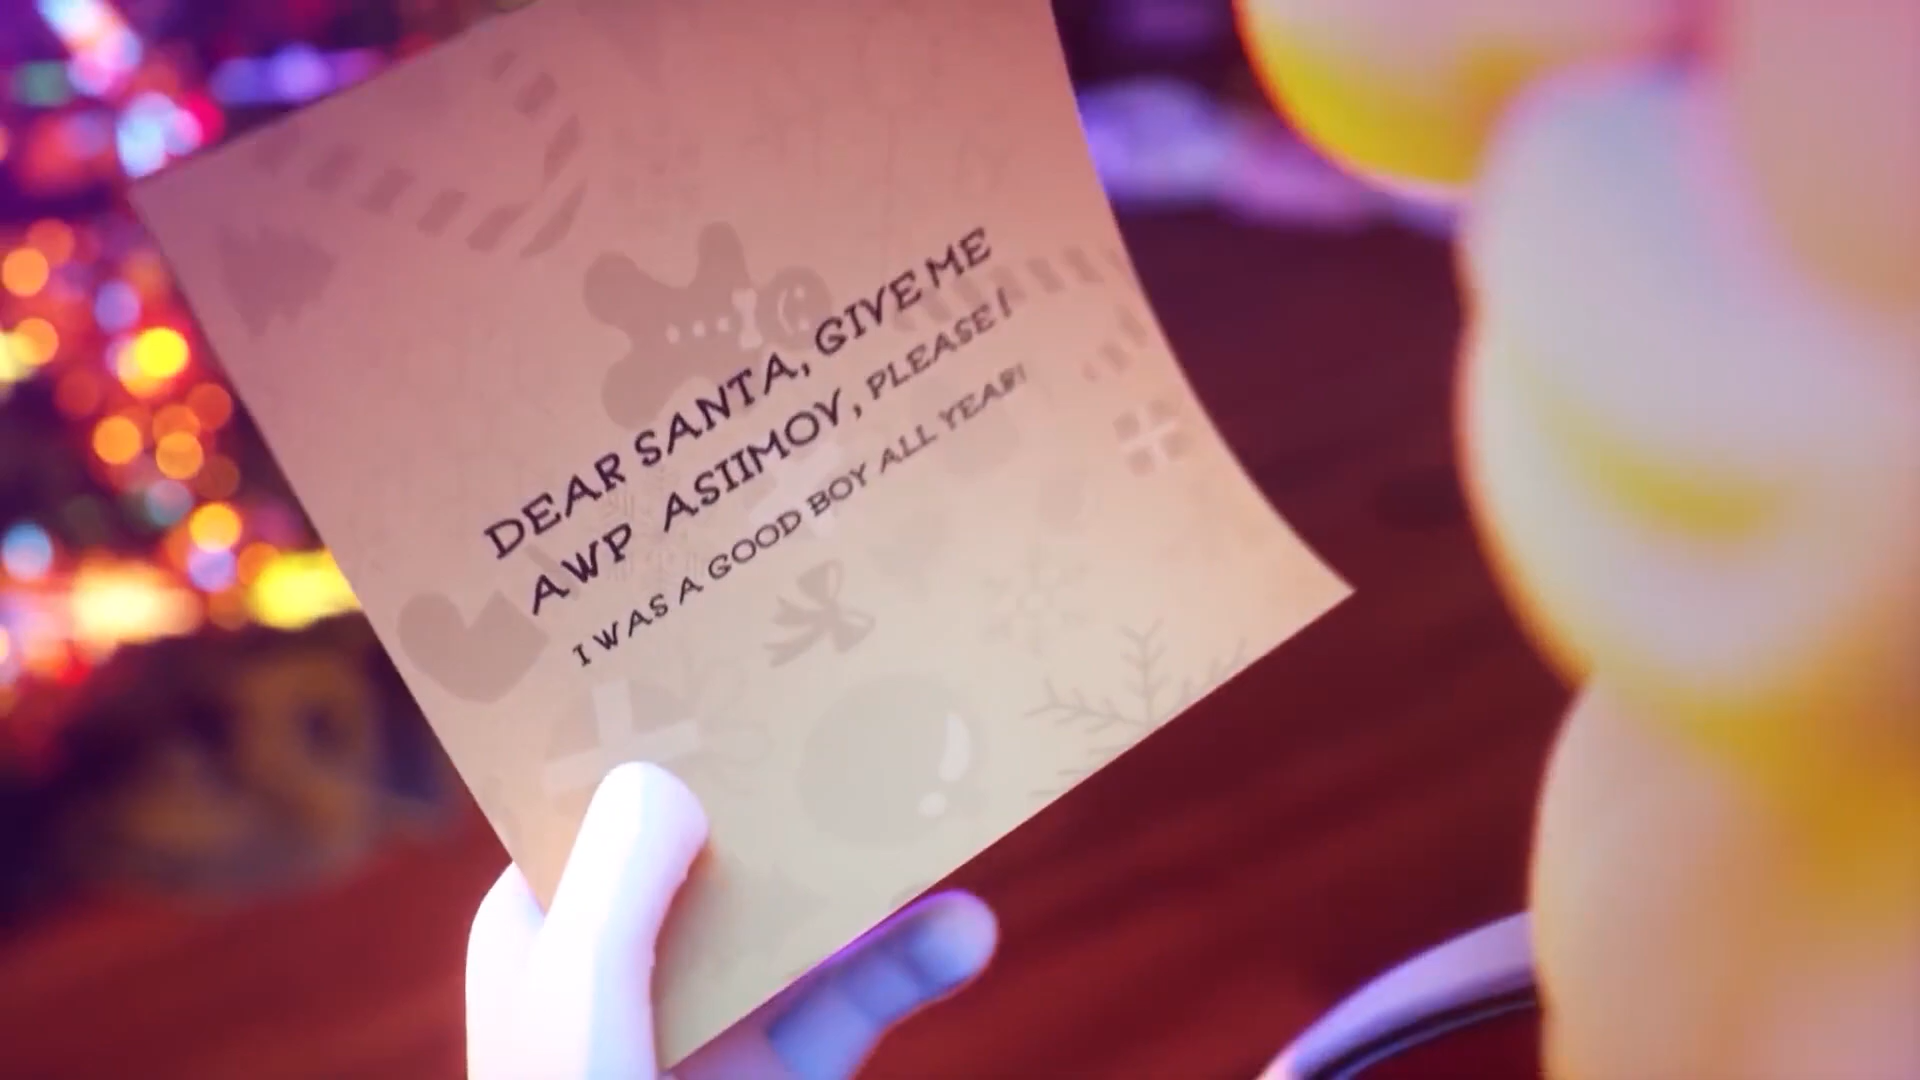 DEAR SANTA, GIVE ME
AWP ASIIMOV, PLEASE!
I WAS A GOOD BOY ALL YEAR!